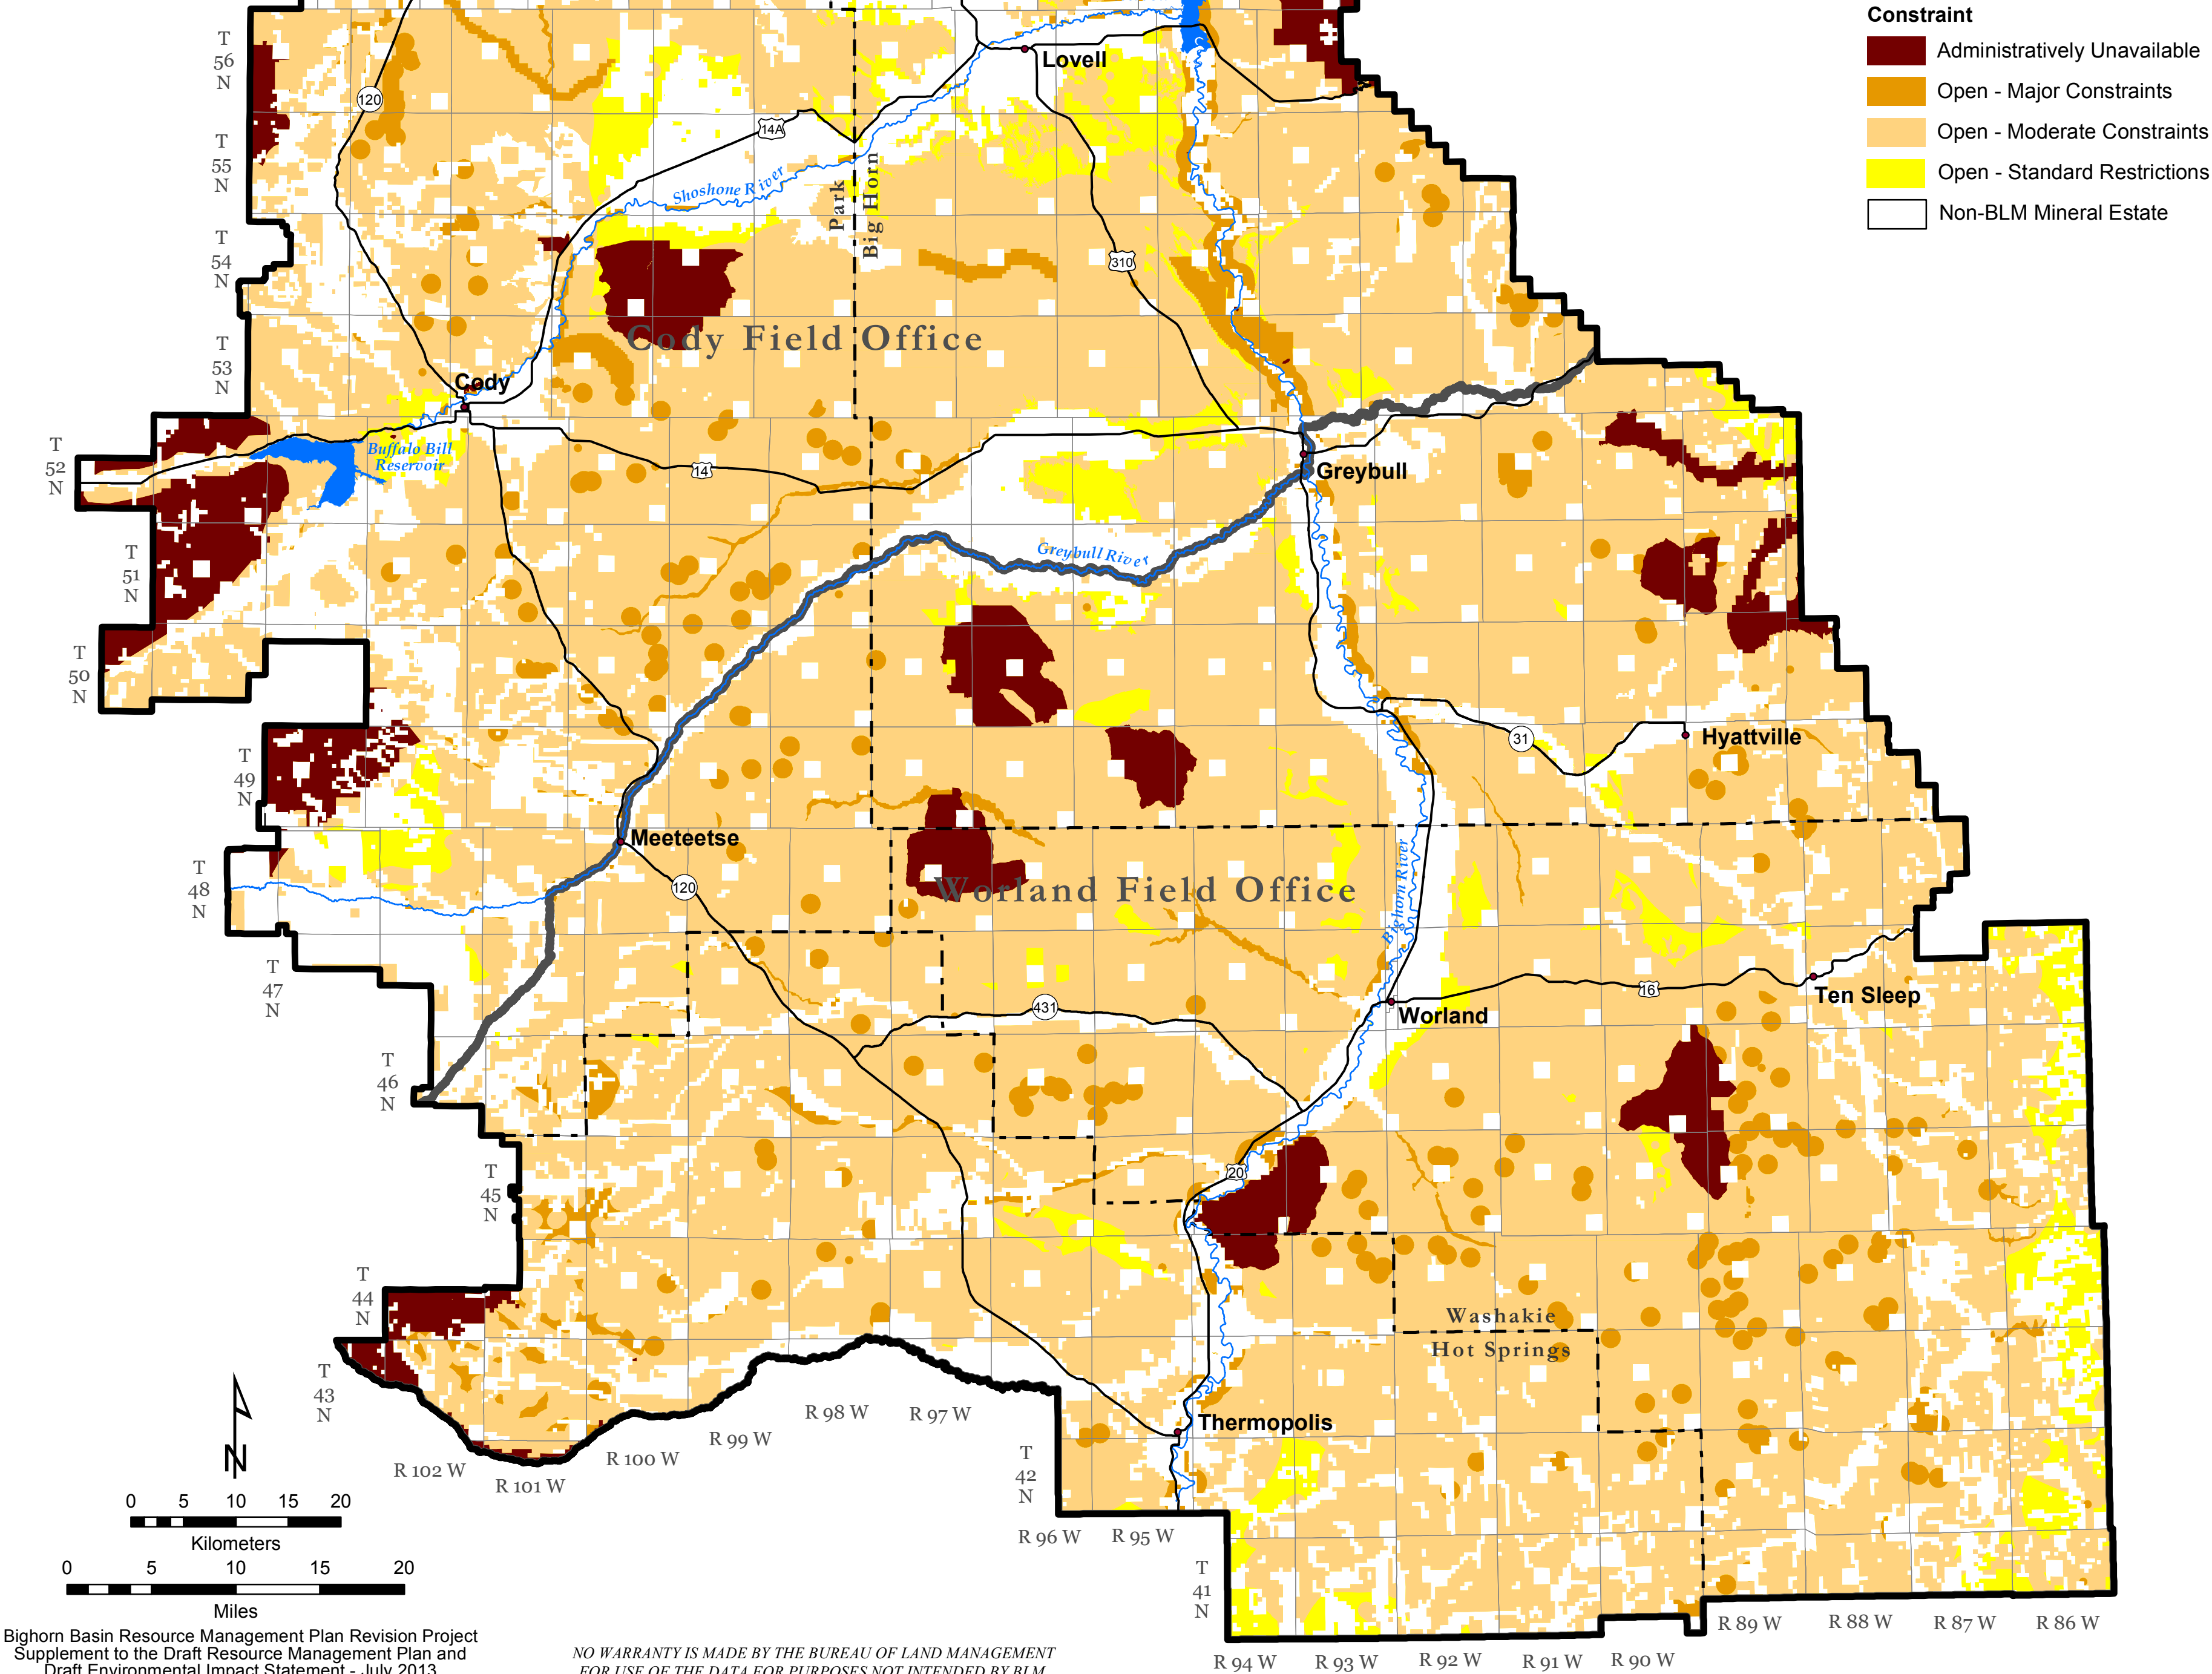 Constraint
Administratively Unavailable
Open - Major Constraints
Open - Moderate Constraints
Open - Standard Restrictions
Non-BLM Mineral Estate
T
56
N
T
55
N
T
54
N
T
53
N
T
52
N
T
51
N
T
50
N
T
49
N
T
48
N
T
47
N
T
46
N
T
45
N
T
44
N
T
43
N
T
42
N
T
41
N
120
Lovell
14A
Shoshone River
Park
Big Horn
310
Cody Field Office
Cody
Buffalo Bill
Reservoir
14
Greybull
Greybull River
31
Hyattville
Meeteetse
120
Worland Field Office
Bighorn River
431
Worland
16
Ten Sleep
20
Washakie
Hot Springs
Thermopolis
R 102 W
R 101 W
R 100 W
R 99 W
R 98 W
R 97 W
R 96 W
R 95 W
R 94 W
R 93 W
R 92 W
R 91 W
R 90 W
R 89 W
R 88 W
R 87 W
R 86 W
N
0 5 10 15 20
Kilometers
0 5 10 15 20
Miles
Bighorn Basin Resource Management Plan Revision Project
Supplement to the Draft Resource Management Plan and
Draft Environmental Impact Statement - July 2013
NO WARRANTY IS MADE BY THE BUREAU OF LAND MANAGEMENT
FOR USE OF THE DATA FOR PURPOSES NOT INTENDED BY BLM